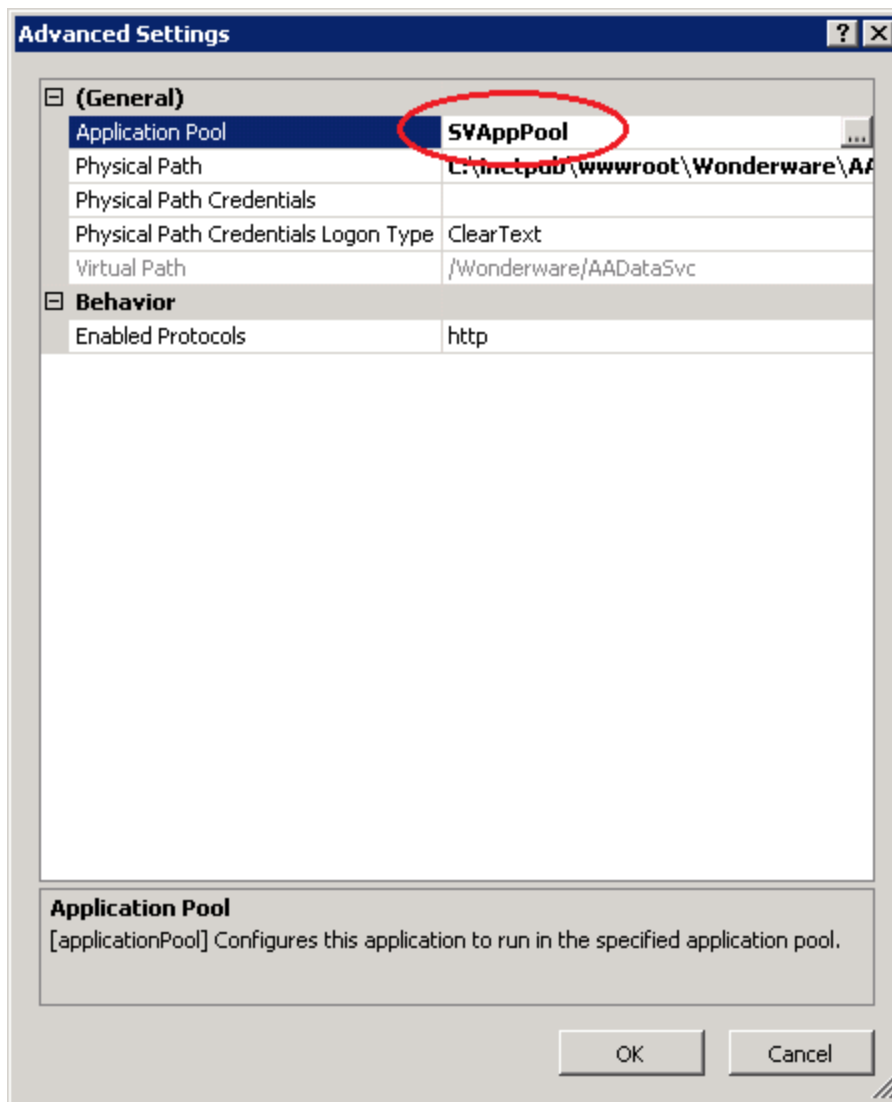 Advanced Settings
(General)
Application Pool SVAppPool ...
Physical Path C:\inetpub\wwwroot\Wonderware\AA
Physical Path Credentials
Physical Path Credentials Logon Type ClearText
Virtual Path /Wonderware/AADataSvc
Behavior
Enabled Protocols http
Application Pool
[applicationPool] Configures this application to run in the specified application pool.
OK Cancel